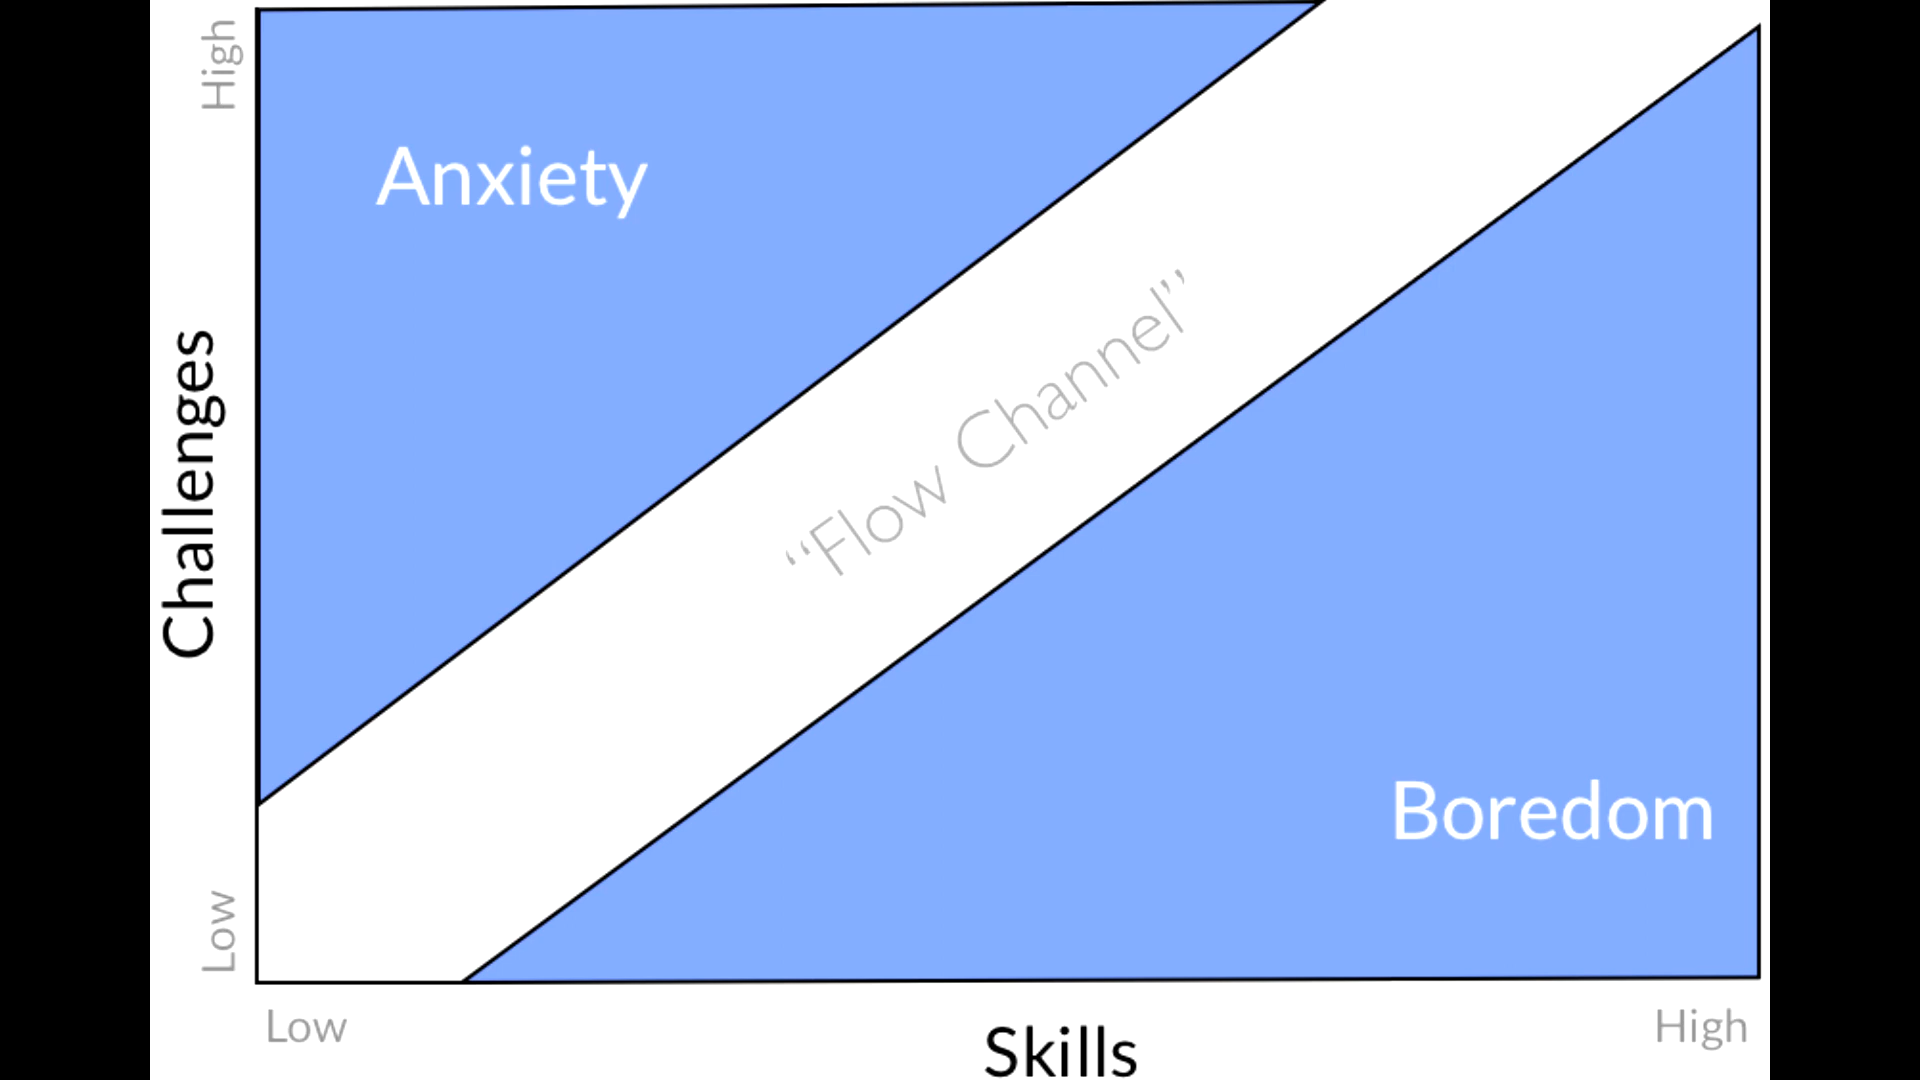 High
Anxiety
“Flow Channel”
Challenges
Boredom
Low
Low
High
Skills